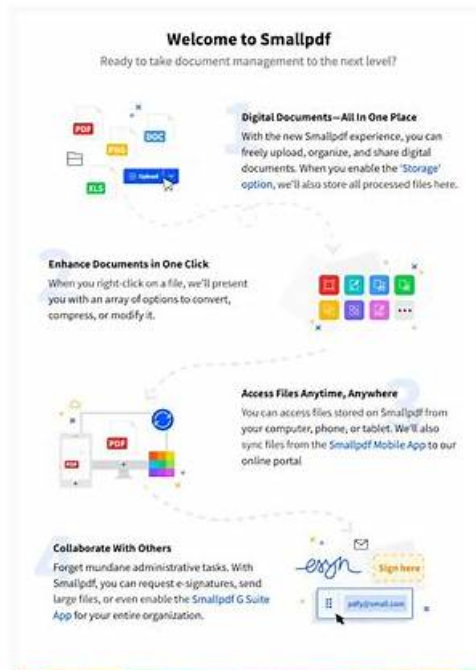 Welcome to Smallpdf
Ready to take document management to the next level?
1
Digital Documents—All In One Place
With the new Smallpdf experience, you can
freely upload, organize, and share digital
documents. When you enable the 'Storage'
option, we'll also store all processed files here.
PDF
PNG
DOC
XLS
Upload
2
Enhance Documents in One Click
When you right-click on a file, we'll present
you with an array of options to convert,
compress, or modify it.
3
Access Files Anytime, Anywhere
You can access files stored on Smallpdf from
your computer, phone, or tablet. We'll also
sync files from the Smallpdf Mobile App to our
online portal
PDF
PDF
4
Collaborate With Others
Forget mundane administrative tasks. With
Smallpdf, you can request e-signatures, send
large files, or even enable the Smallpdf G Suite
App for your entire organization.
Sign here
pdfy@small.com